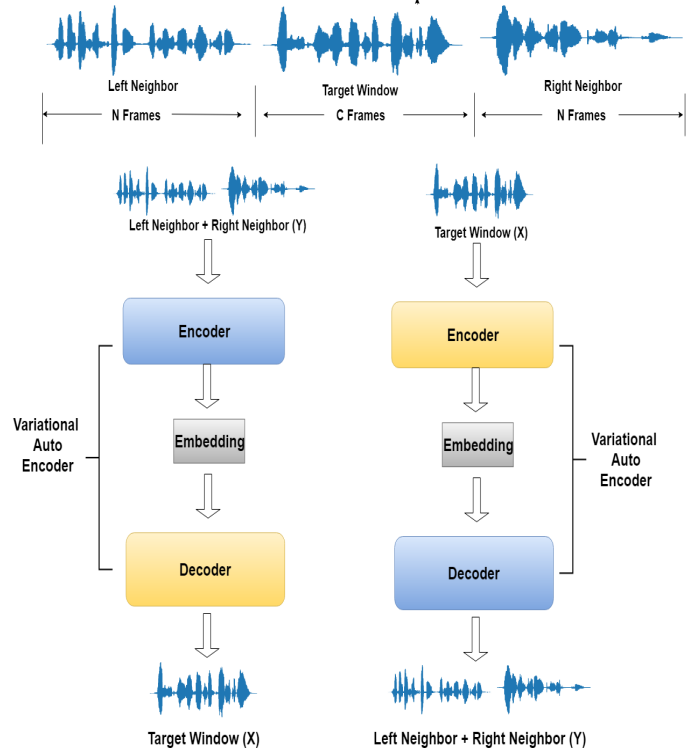 Left Neighbor
Target Window
Right Neighbor
N Frames
C Frames
N Frames
Left Neighbor + Right Neighbor (Y)
Target Window (X)
Encoder
Encoder
Variational
Auto
Encoder
Embedding
Embedding
Variational
Auto
Encoder
Decoder
Decoder
Target Window (X)
Left Neighbor + Right Neighbor (Y)